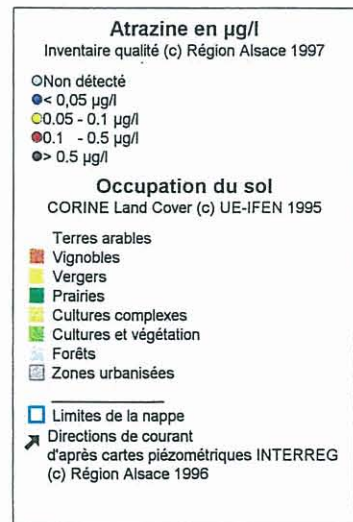 Atrazine en µg/l
Inventaire qualité (c) Région Alsace 1997
Non détecté
< 0,05 µg/l
0.05 - 0.1 µg/l
0.1 - 0.5 µg/l
> 0.5 µg/l
Occupation du sol
CORINE Land Cover (c) UE-IFEN 1995
Terres arables
Vignobles
Vergers
Prairies
Cultures complexes
Cultures et végétation
Forêts
Zones urbanisées
Limites de la nappe
Directions de courant
d'après cartes piézométriques INTERREG
(c) Région Alsace 1996